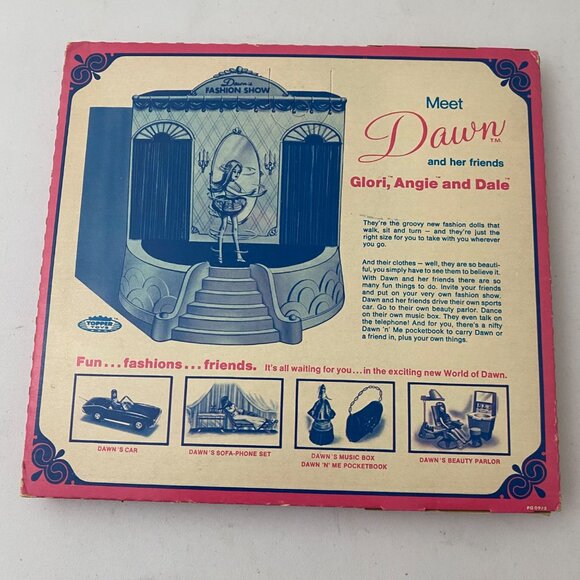 Dawn's
FASHION SHOW
Meet
Dawn™
and her friends
Glori,™ Angie™ and Dale™
They're the groovy new fashion dolls that
walk, sit and turn — and they're just the
right size for you to take with you wherever
you go.
And their clothes — well, they are so beauti-
ful, you simply have to see them to believe it.
With Dawn and her friends there are so
many fun things to do. Invite your friends
and put on your very own fashion show.
Dawn and her friends drive their own sports
car. Go to their own beauty parlor. Dance
on their own music box. They even talk on
the telephone! And for you, there's a nifty
Dawn 'n' Me pocketbook to carry Dawn or
a friend in, plus your own things.
TOPPER
TOYS
Fun...fashions...friends. It's all waiting for you...in the exciting new World of Dawn.
DAWN'S CAR
DAWN'S SOFA-PHONE SET
DAWN'S MUSIC BOX
DAWN 'N' ME POCKETBOOK
DAWN'S BEAUTY PARLOR